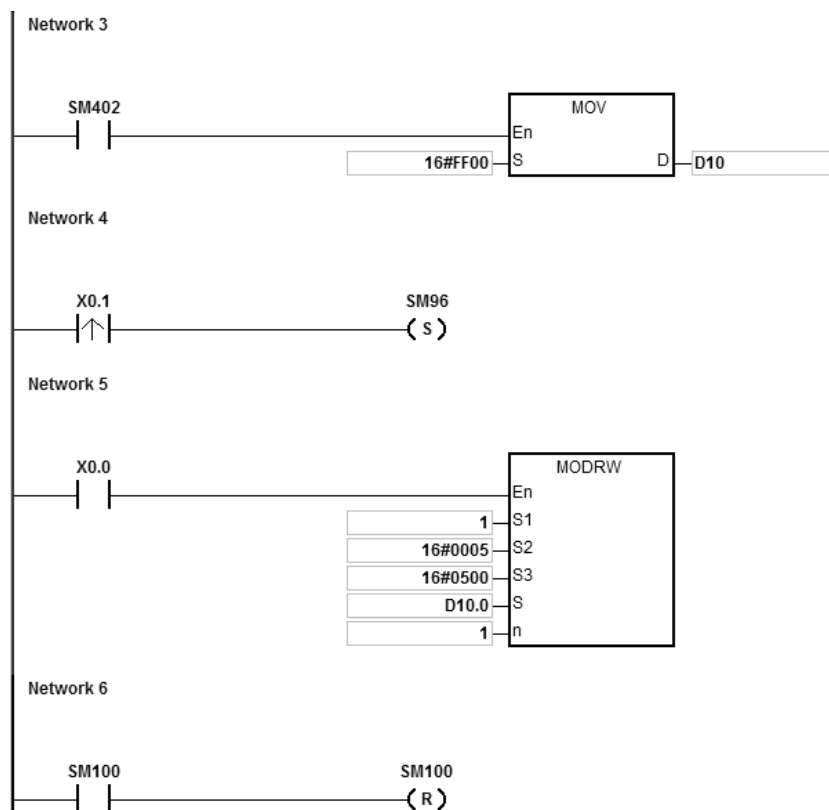 Network 3
SM402
MOV
En
16#FF00 S D D10
Network 4
X0.1 SM96
S
Network 5
X0.0
MODRW
En
1 S1
16#0005 S2
16#0500 S3
D10.0 S
1 n
Network 6
SM100 SM100
R